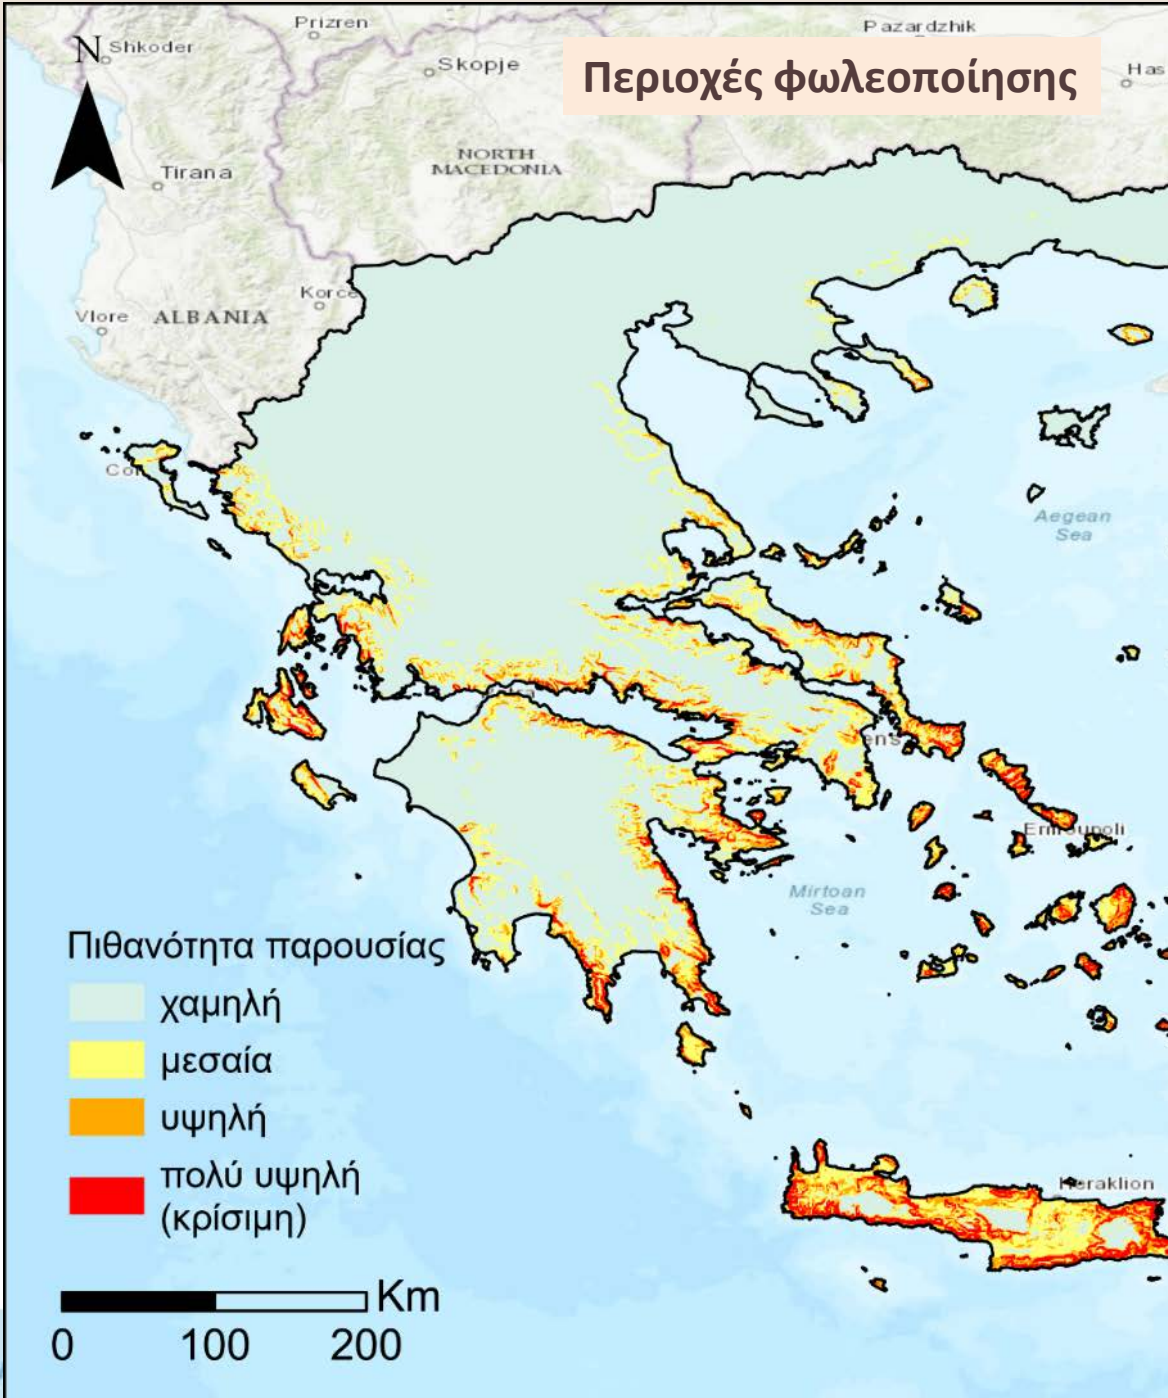 Prizren
Pazardzhik
N
Shkoder
Skopje
Περιοχές φωλεοποίησης
Has
NORTH
MACEDONIA
Tirana
Korce
Vlore
ALBANIA
Aegean
Sea
Mirtoan
Sea
Heraklion
Πιθανότητα παρουσίας
χαμηλή
μεσαία
υψηλή
πολύ υψηλή
(κρίσιμη)
Km
0 100 200